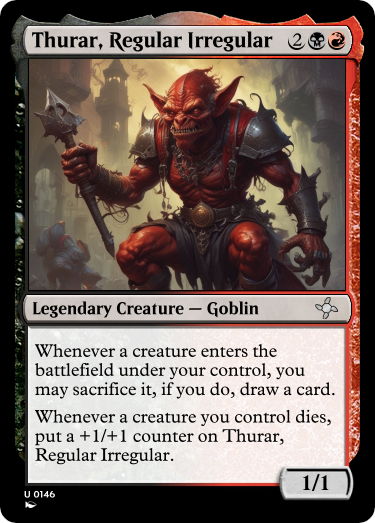 Thurar, Regular Irregular 2
Legendary Creature — Goblin
Whenever a creature enters the
battlefield under your control, you
may sacrifice it, if you do, draw a card.
Whenever a creature you control dies,
put a +1/+1 counter on Thurar,
Regular Irregular.
1/1
U 0146